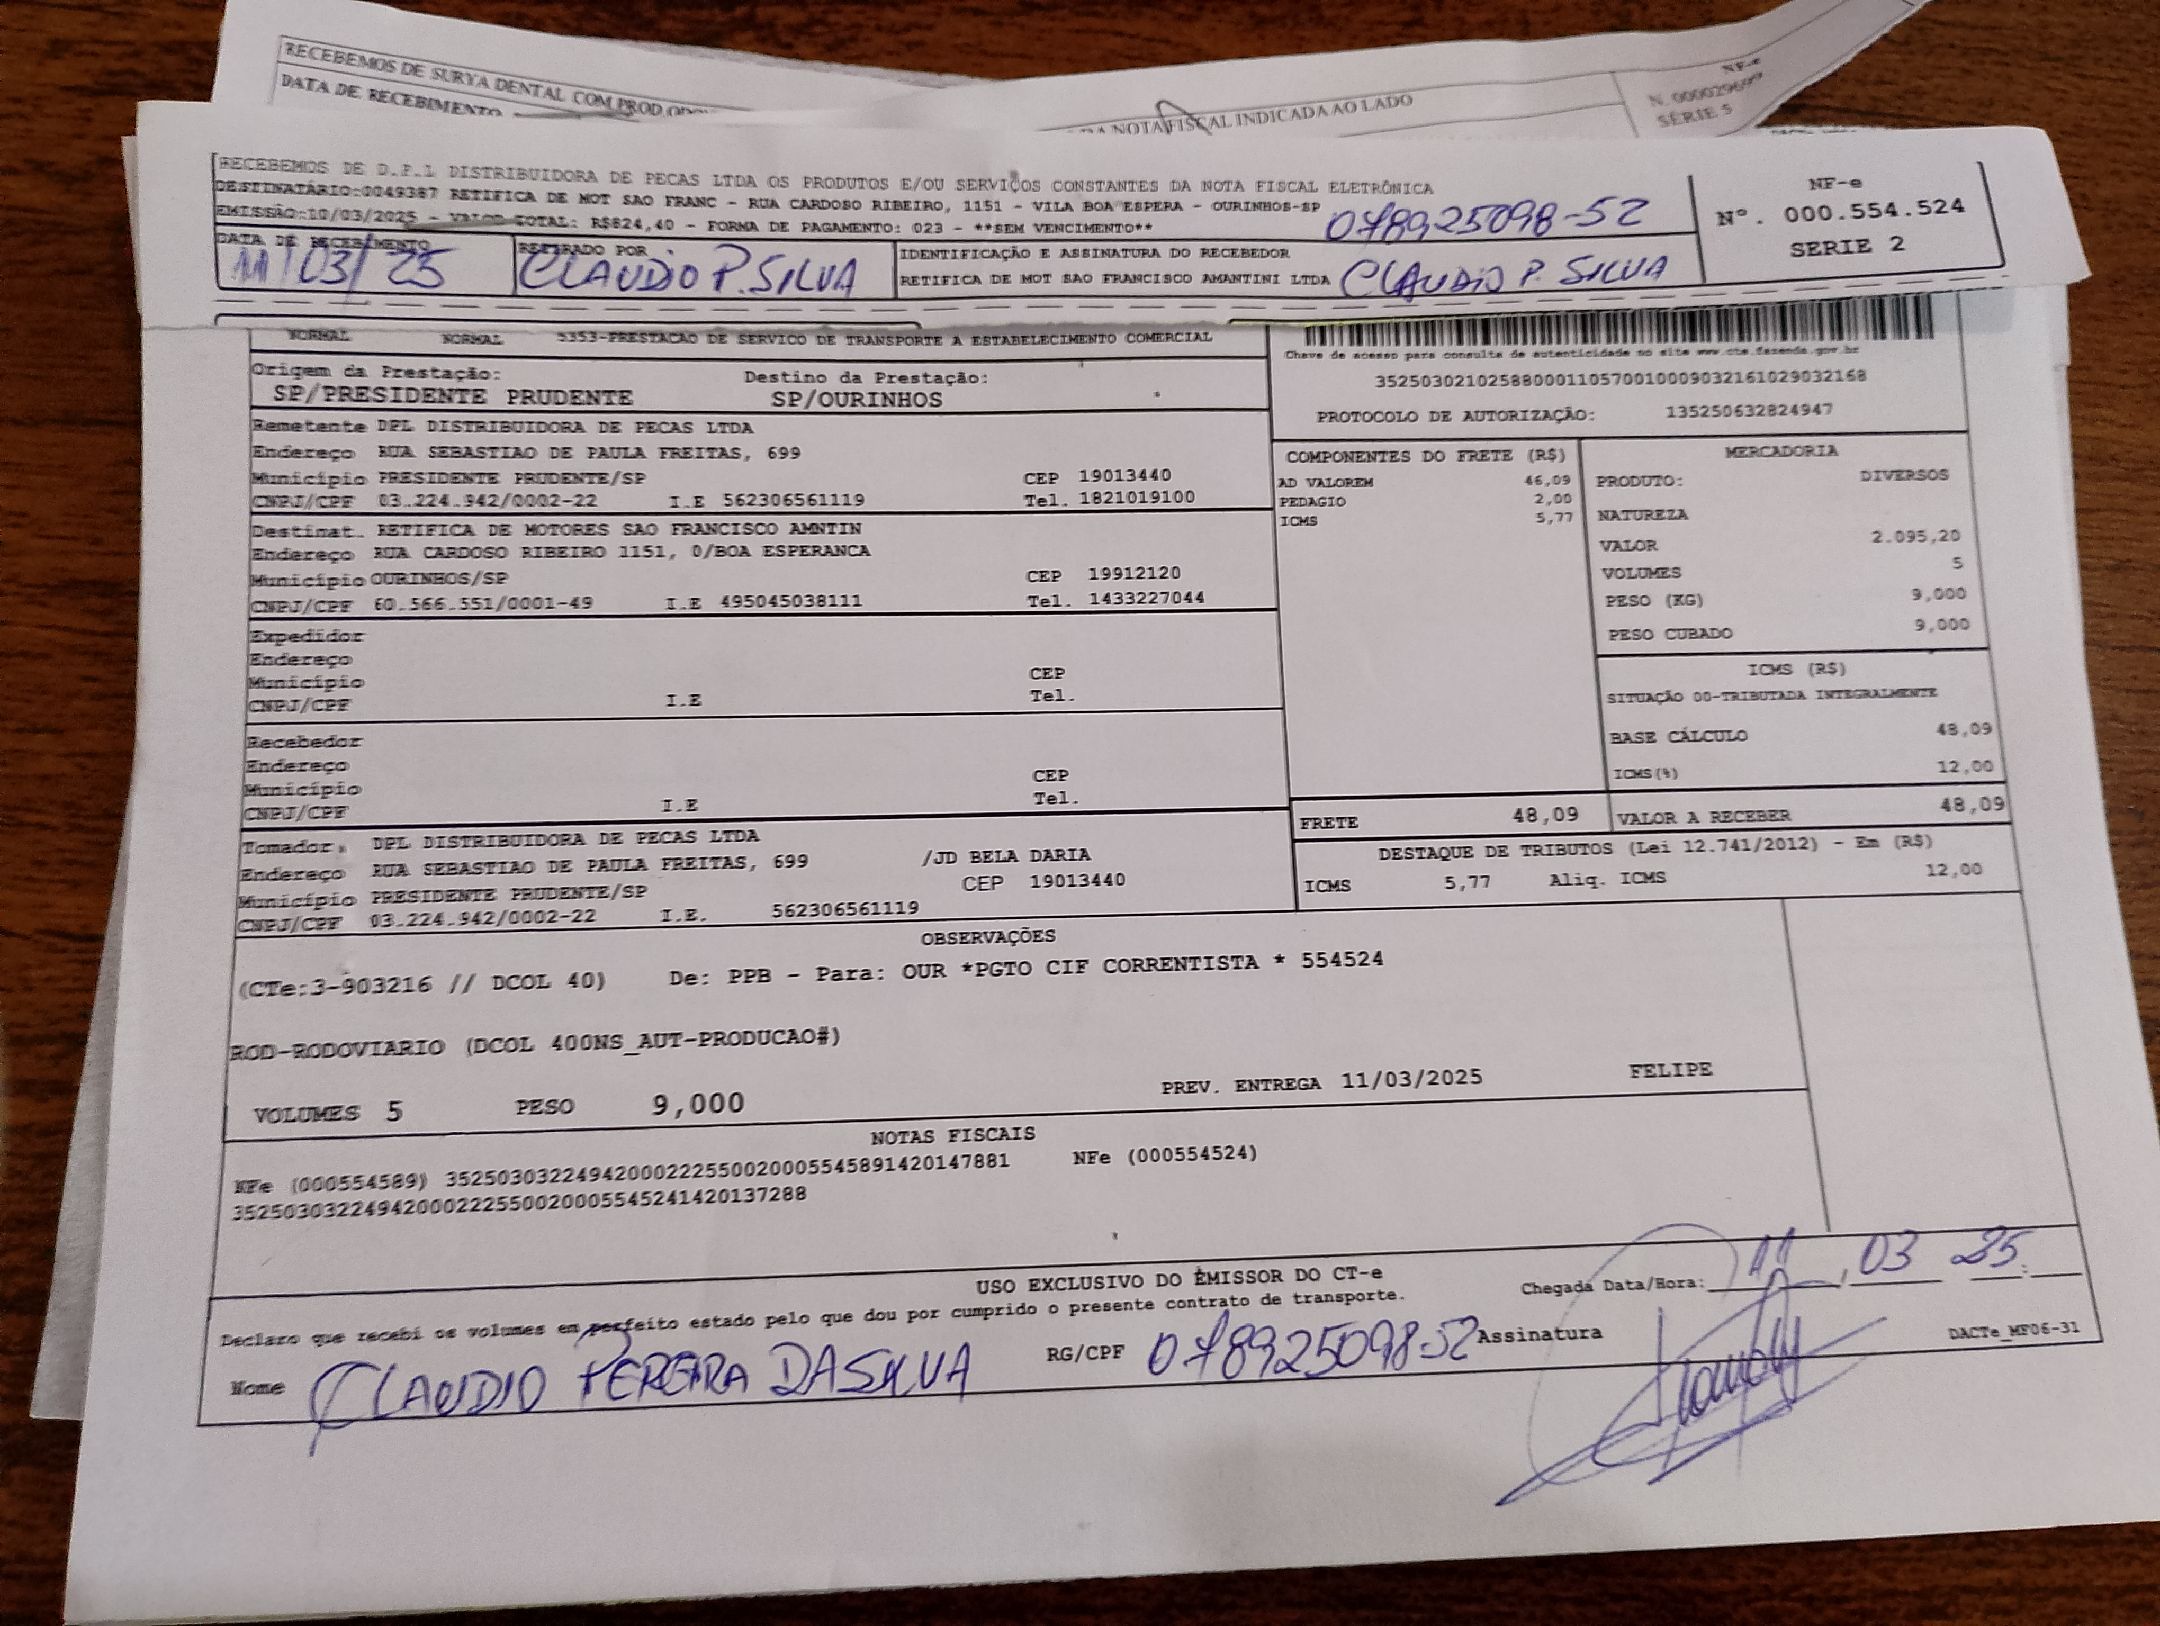 RECEBEMOS DE SURYA DENTAL COM PROD
NOTA FISCAL INDICADA AO LADO
NF-e
DATA DE RECEBIMENTO
SÉRIE 5
RECEBEMOS DE D.P.L DISTRIBUIDORA DE PECAS LTDA OS PRODUTOS E/OU SERVIÇOS CONSTANTES DA NOTA FISCAL ELETRÔNICA
DESTINATÁRIO:0049387 RETIFICA DE MOT SAO FRANC - RUA CARDOSO RIBEIRO, 1151 - VILA BOA ESPERA - OURINHOS-SP
EMISSÃO:10/03/2025 - VALOR TOTAL: R$824,40 - FORMA DE PAGAMENTO: 023 - **SEM VENCIMENTO** 078925098-52
NF-e
Nº. 000.554.524
SERIE 2
DATA DE RECEBIMENTO
11/03/25
RECEBIDO POR
CLAUDIO P. SILVA
IDENTIFICAÇÃO E ASSINATURA DO RECEBEDOR
RETIFICA DE MOT SAO FRANCISCO AMANTINI LTDA CLAUDIO P. SILVA
NORMAL NORMAL 5353-PRESTACAO DE SERVICO DE TRANSPORTE A ESTABELECIMENTO COMERCIAL
Origem da Prestação: Destino da Prestação:
SP/PRESIDENTE PRUDENTE SP/OURINHOS
Remetente DPL DISTRIBUIDORA DE PECAS LTDA
Endereço RUA SEBASTIAO DE PAULA FREITAS, 699
Município PRESIDENTE PRUDENTE/SP CEP 19013440
CNPJ/CPF 03.224.942/0002-22 I.E 562306561119 Tel. 1821019100
Destinat. RETIFICA DE MOTORES SAO FRANCISCO AMNTIN
Endereço RUA CARDOSO RIBEIRO 1151, 0/BOA ESPERANCA
Município OURINHOS/SP CEP 19912120
CNPJ/CPF 60.566.551/0001-49 I.E 495045038111 Tel. 1433227044
Expedidor
Endereço
Município CEP
CNPJ/CPF I.E Tel.
Recebedor
Endereço
Município CEP
CNPJ/CPF I.E Tel.
Tomador. DPL DISTRIBUIDORA DE PECAS LTDA
Endereço RUA SEBASTIAO DE PAULA FREITAS, 699 /JD BELA DARIA
Município PRESIDENTE PRUDENTE/SP CEP 19013440
CNPJ/CPF 03.224.942/0002-22 I.E. 562306561119
Chave de acesso para consulta de autenticidade no site www.cte.fazenda.gov.br
35250302102588000110570010009032161029032168
PROTOCOLO DE AUTORIZAÇÃO: 135250632824947
COMPONENTES DO FRETE (R$)
AD VALOREM 46,09
PEDAGIO 2,00
ICMS 5,77
MERCADORIA
PRODUTO: DIVERSOS
NATUREZA
VALOR 2.095,20
VOLUMES 5
PESO (KG) 9,000
PESO CUBADO 9,000
ICMS (R$)
SITUAÇÃO 00-TRIBUTADA INTEGRALMENTE
BASE CÁLCULO 48,09
ICMS(%) 12,00
FRETE 48,09 VALOR A RECEBER 48,09
DESTAQUE DE TRIBUTOS (Lei 12.741/2012) - Em (R$)
ICMS 5,77 Aliq. ICMS 12,00
OBSERVAÇÕES
(CTe:3-903216 // DCOL 40) De: PPB - Para: OUR *PGTO CIF CORRENTISTA * 554524
ROD-RODOVIARIO (DCOL 400NS_AUT-PRODUCAO#)
VOLUMES 5 PESO 9,000 PREV. ENTREGA 11/03/2025 FELIPE
NOTAS FISCAIS
NFe (000554589) 35250303224942000222550020005545891420147881 NFe (000554524)
35250303224942000222550020005545241420137288
USO EXCLUSIVO DO EMISSOR DO CT-e
Declaro que recebi os volumes em perfeito estado pelo que dou por cumprido o presente contrato de transporte.
Chegada Data/Hora: 11 03 25
Nome CLAUDIO PEREIRA DA SILVA RG/CPF 078925098-52 Assinatura
DACTe_MF06-31